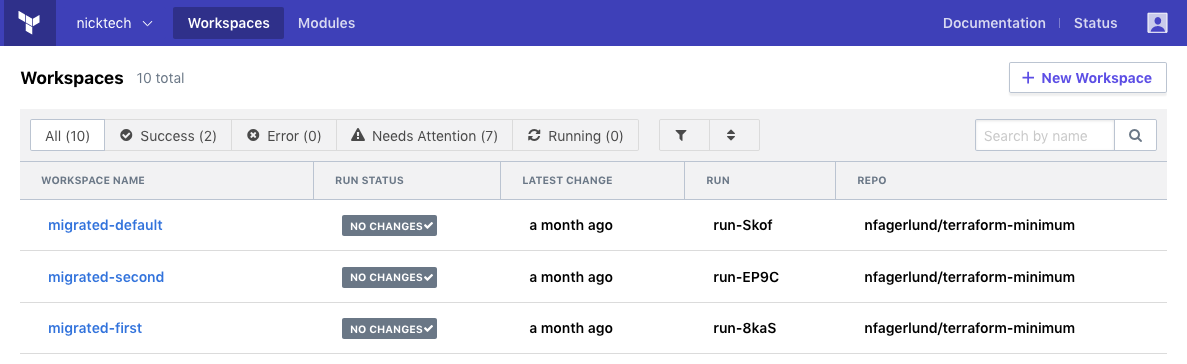 nicktech Workspaces Modules Documentation Status
Workspaces 10 total + New Workspace
All (10) Success (2) Error (0) Needs Attention (7) Running (0) Search by name
WORKSPACE NAME RUN STATUS LATEST CHANGE RUN REPO
migrated-default NO CHANGES✔ a month ago run-Skof nfagerlund/terraform-minimum
migrated-second NO CHANGES✔ a month ago run-EP9C nfagerlund/terraform-minimum
migrated-first NO CHANGES✔ a month ago run-8kaS nfagerlund/terraform-minimum